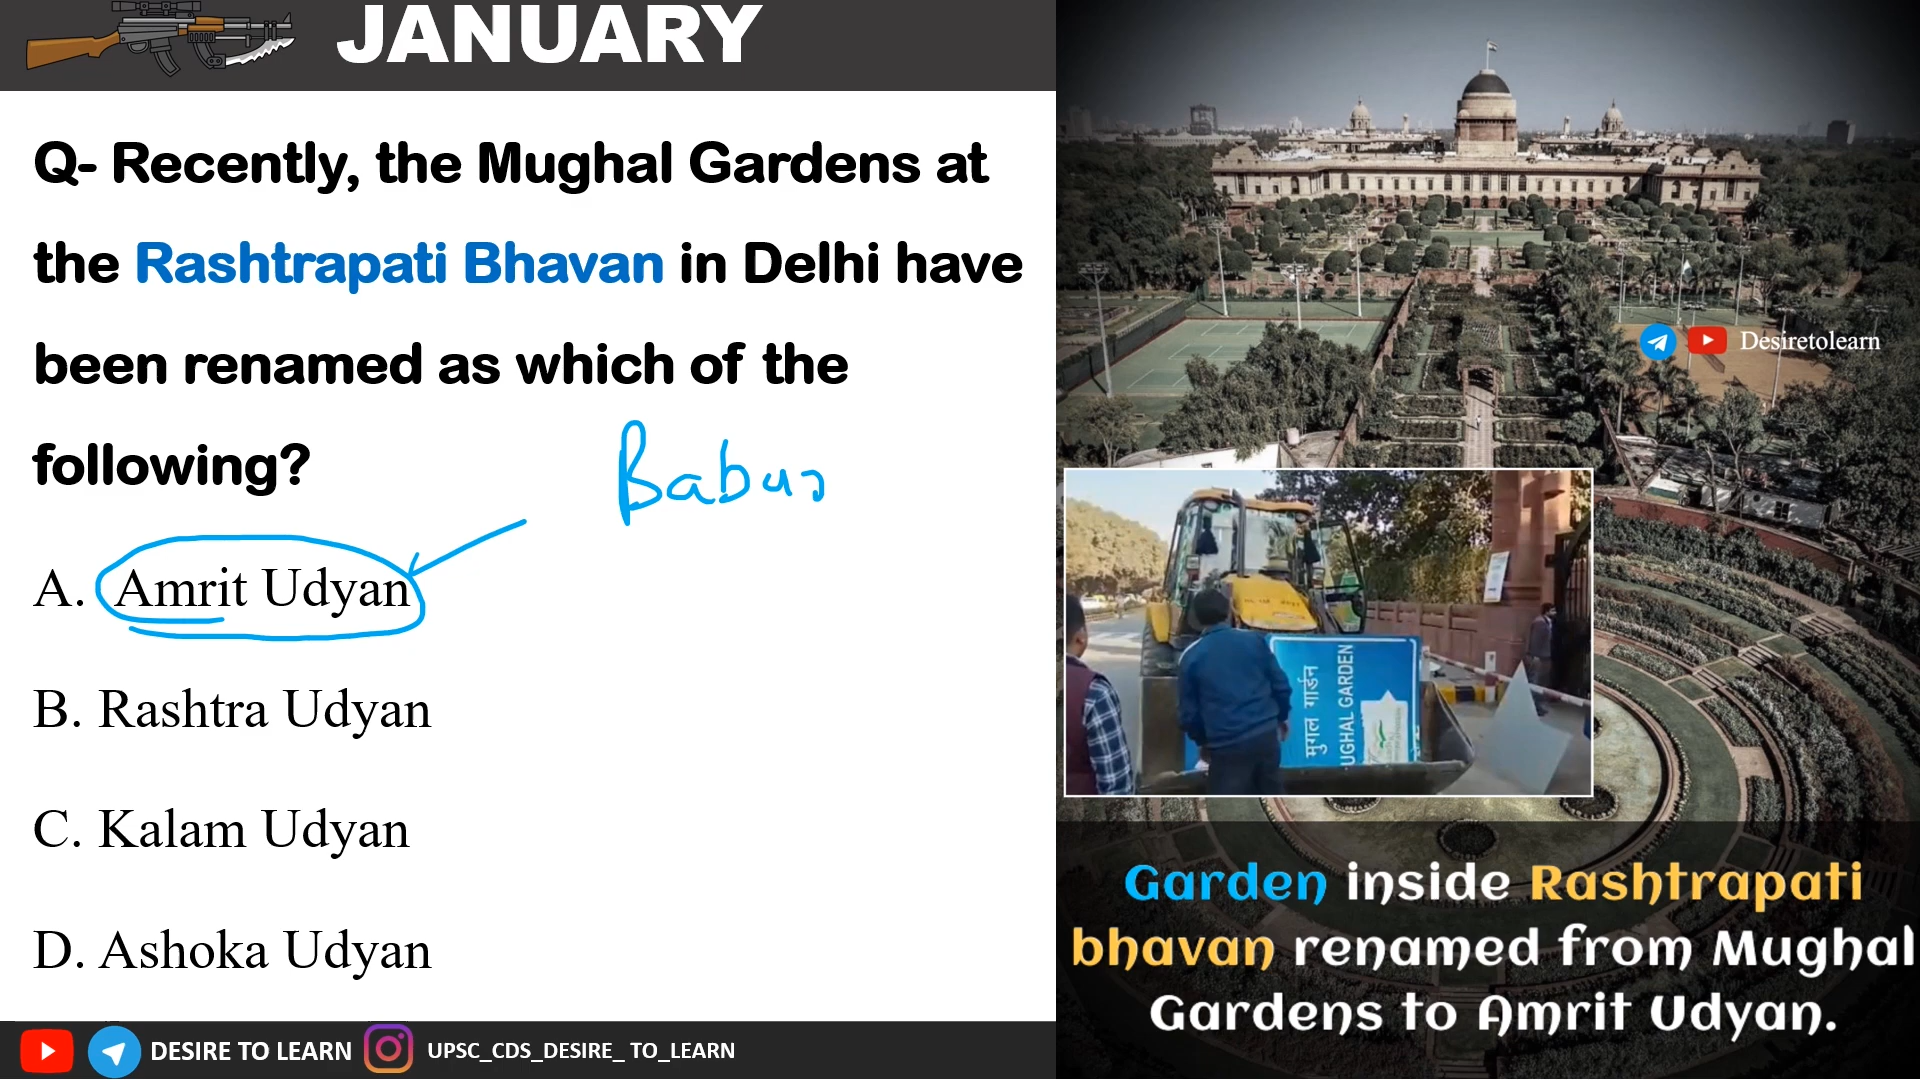 JANUARY
Q- Recently, the Mughal Gardens at
the Rashtrapati Bhavan in Delhi have
been renamed as which of the
following?
Babur
A. Amrit Udyan
B. Rashtra Udyan
C. Kalam Udyan
D. Ashoka Udyan
DESIRE TO LEARN UPSC_CDS_DESIRE_ TO_LEARN
Desiretolearn
मुगल गार्डन
UGHAL GARDEN
Garden inside Rashtrapati
bhavan renamed from Mughal
Gardens to Amrit Udyan.